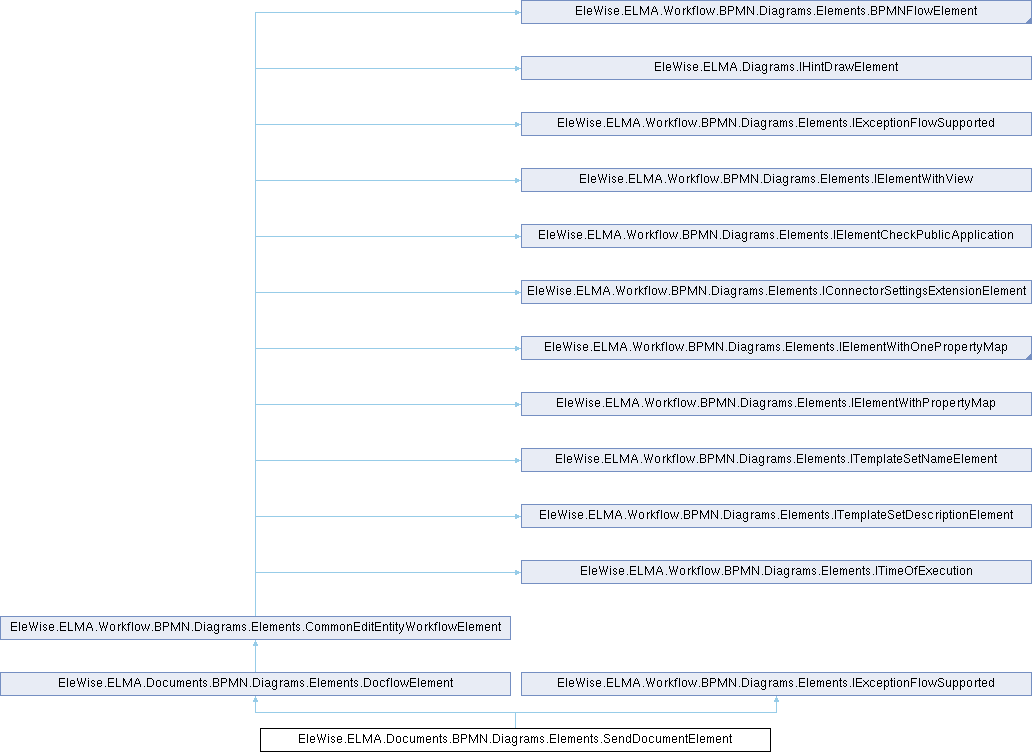 EleWise.ELMA.Workflow.BPMN.Diagrams.Elements.BPMNFlowElement
EleWise.ELMA.Diagrams.IHintDrawElement
EleWise.ELMA.Workflow.BPMN.Diagrams.Elements.IExceptionFlowSupported
EleWise.ELMA.Workflow.BPMN.Diagrams.Elements.IElementWithView
EleWise.ELMA.Workflow.BPMN.Diagrams.Elements.IElementCheckPublicApplication
EleWise.ELMA.Workflow.BPMN.Diagrams.Elements.IConnectorSettingsExtensionElement
EleWise.ELMA.Workflow.BPMN.Diagrams.Elements.IElementWithOnePropertyMap
EleWise.ELMA.Workflow.BPMN.Diagrams.Elements.IElementWithPropertyMap
EleWise.ELMA.Workflow.BPMN.Diagrams.Elements.ITemplateSetNameElement
EleWise.ELMA.Workflow.BPMN.Diagrams.Elements.ITemplateSetDescriptionElement
EleWise.ELMA.Workflow.BPMN.Diagrams.Elements.ITimeOfExecution
EleWise.ELMA.Workflow.BPMN.Diagrams.Elements.CommonEditEntityWorkflowElement
EleWise.ELMA.Documents.BPMN.Diagrams.Elements.DocflowElement
EleWise.ELMA.Workflow.BPMN.Diagrams.Elements.IExceptionFlowSupported
EleWise.ELMA.Documents.BPMN.Diagrams.Elements.SendDocumentElement